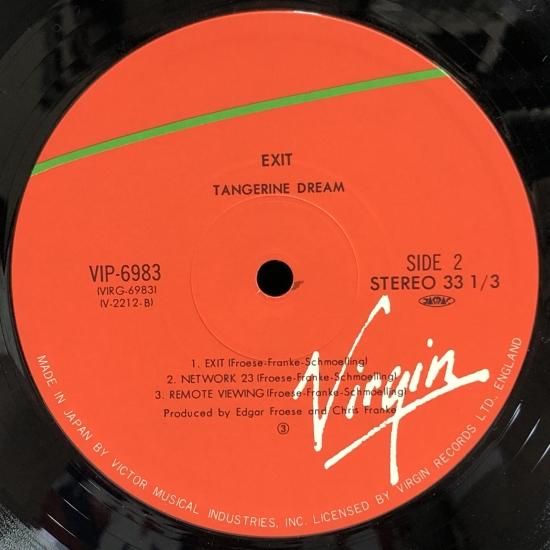 EXIT
TANGERINE DREAM
VIP-6983
(VIRG-6983)
(V-2212-B)
SIDE 2
STEREO 33 1/3
JASRAC
1. EXIT (Froese-Franke-Schmoelling)
2. NETWORK 23 (Froese-Franke-Schmoelling)
3. REMOTE VIEWING (Froese-Franke-Schmoelling)
Produced by Edgar Froese and Chris Franke
③
Virgin
MADE IN JAPAN BY VICTOR MUSICAL INDUSTRIES, INC. LICENSED BY VIRGIN RECORDS LTD. ENGLAND